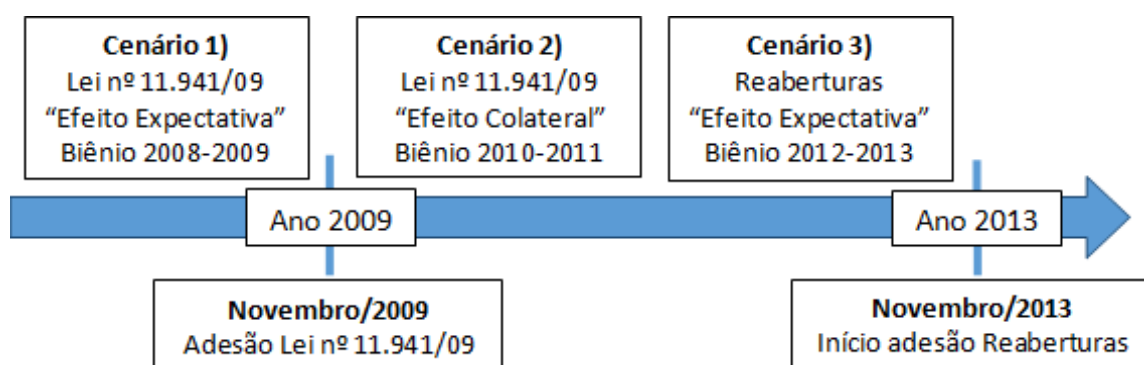 Cenário 1)
Lei nº 11.941/09
“Efeito Expectativa”
Biênio 2008-2009
Cenário 2)
Lei nº 11.941/09
“Efeito Colateral”
Biênio 2010-2011
Cenário 3)
Reaberturas
“Efeito Expectativa”
Biênio 2012-2013
Ano 2009
Ano 2013
Novembro/2009
Adesão Lei nº 11.941/09
Novembro/2013
Início adesão Reaberturas